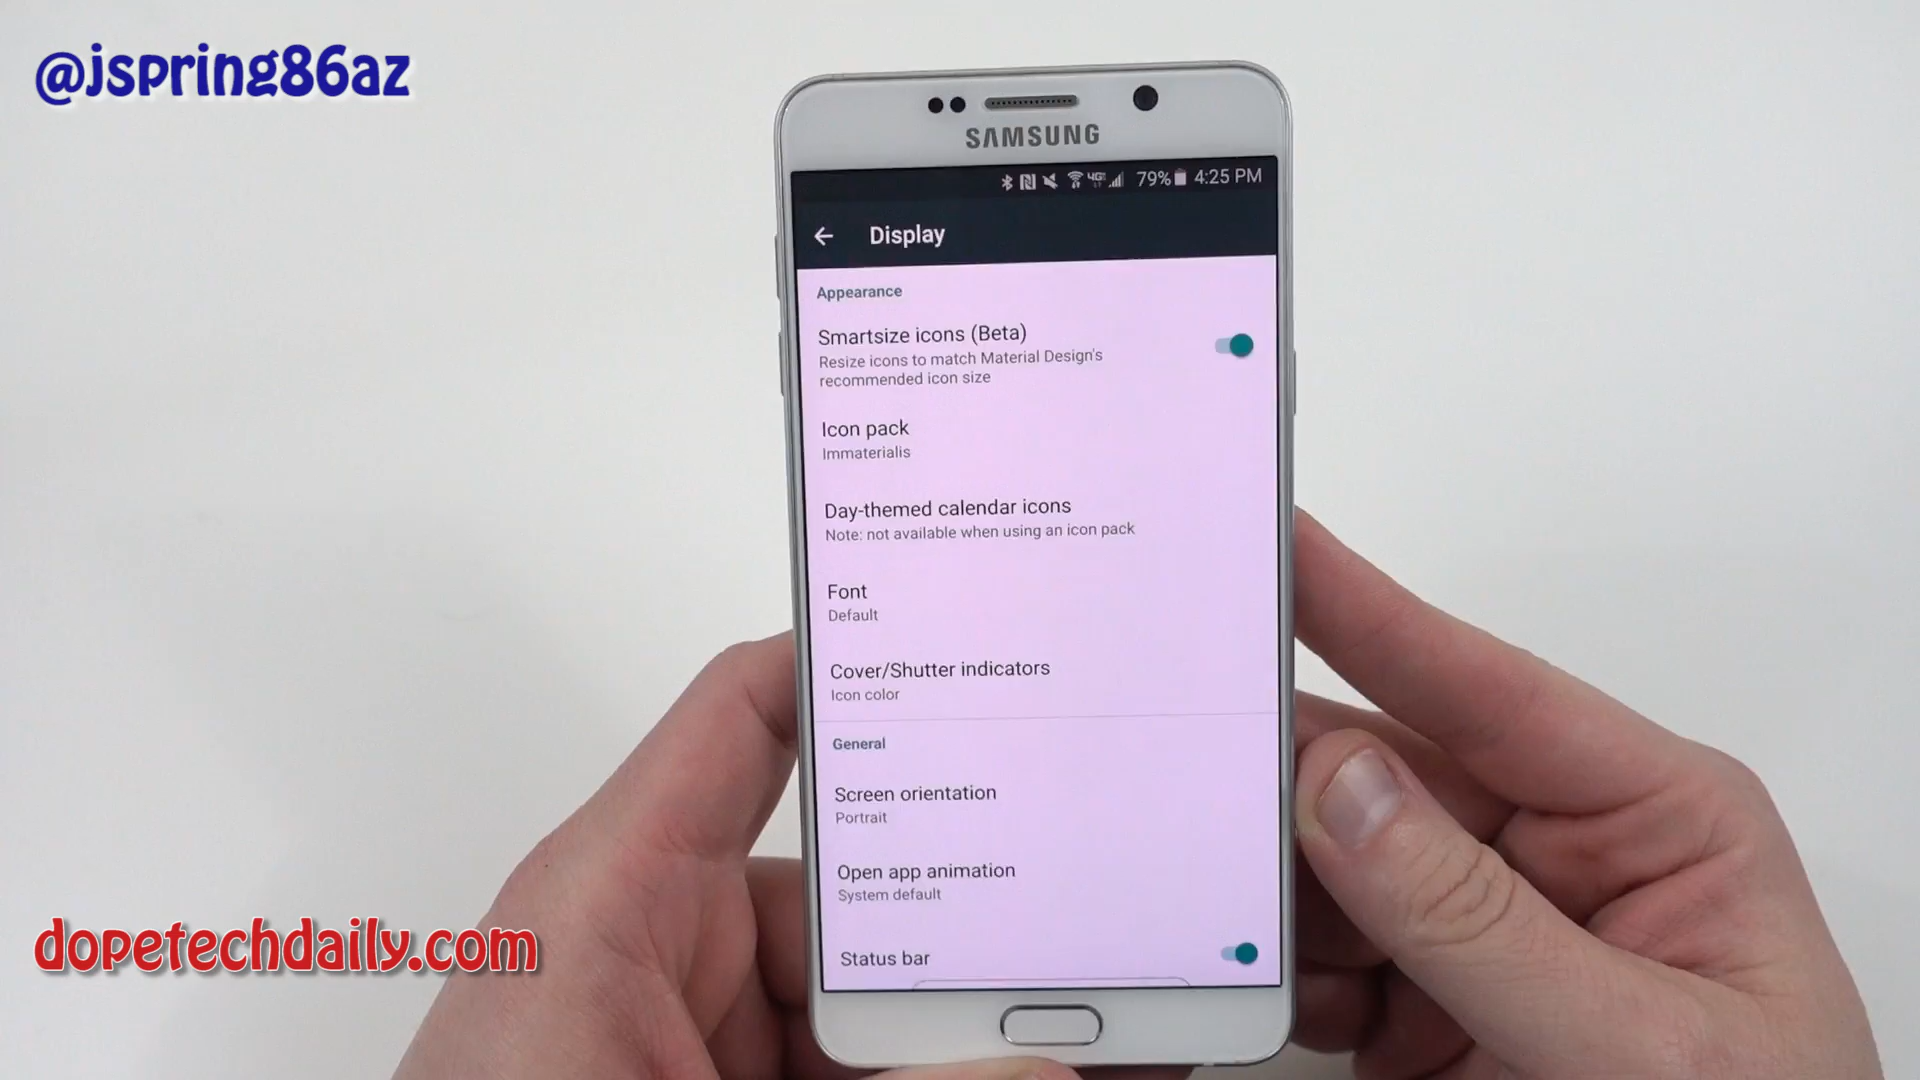 @jspring86az
SAMSUNG
79% 4:25 PM
Display
Appearance
Smartsize icons (Beta)
Resize icons to match Material Design's
recommended icon size
Icon pack
Immaterialis
Day-themed calendar icons
Note: not available when using an icon pack
Font
Default
Cover/Shutter indicators
Icon color
General
Screen orientation
Portrait
Open app animation
System default
Status bar
dopetechdaily.com